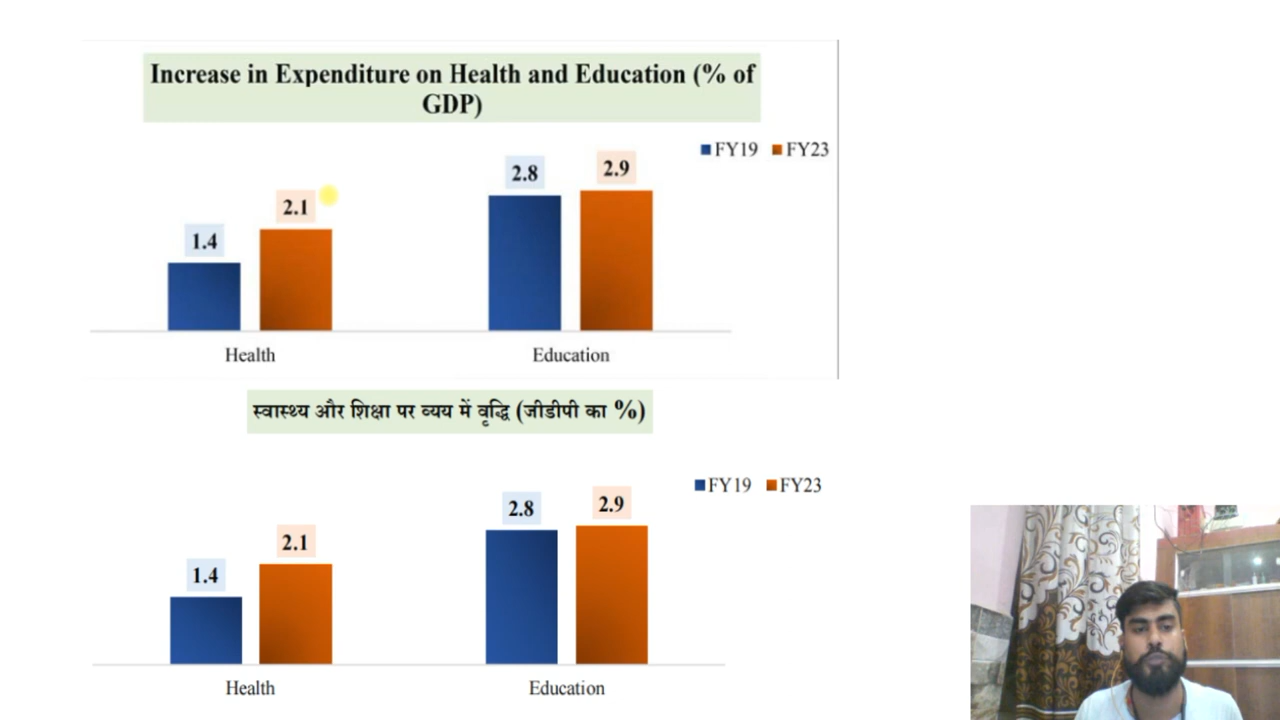 Increase in Expenditure on Health and Education (% of
GDP)
FY19 FY23
2.8 2.9
1.4 2.1
Health Education
स्वास्थ्य और शिक्षा पर व्यय में वृद्धि (जीडीपी का %)
FY19 FY23
2.8 2.9
1.4 2.1
Health Education